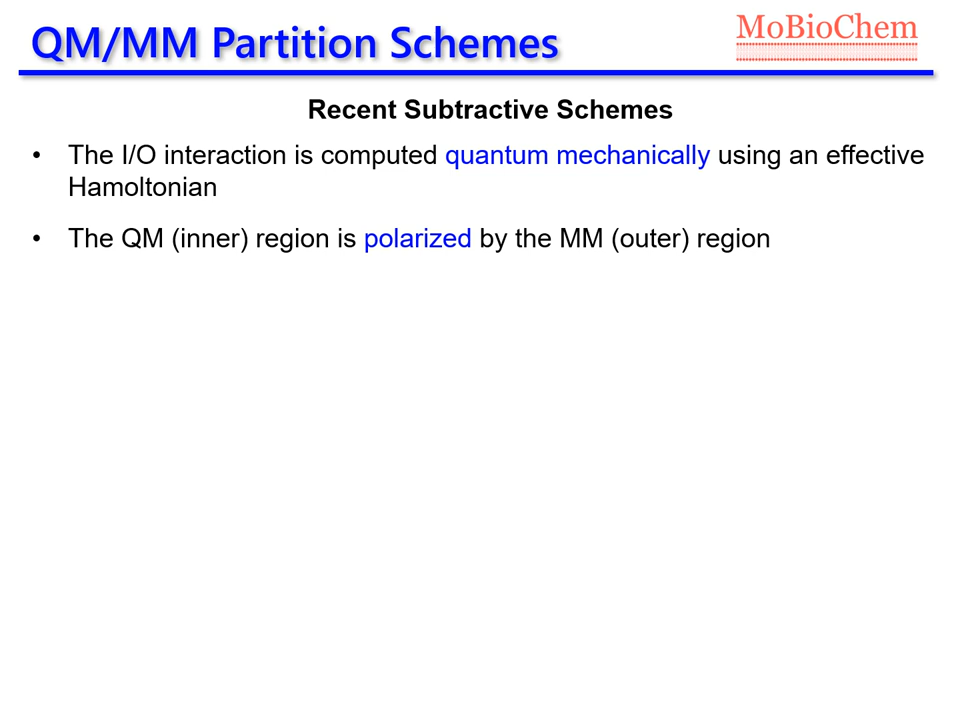 QM/MM Partition Schemes
MoBioChem
Recent Subtractive Schemes
• The I/O interaction is computed quantum mechanically using an effective
Hamoltonian
• The QM (inner) region is polarized by the MM (outer) region